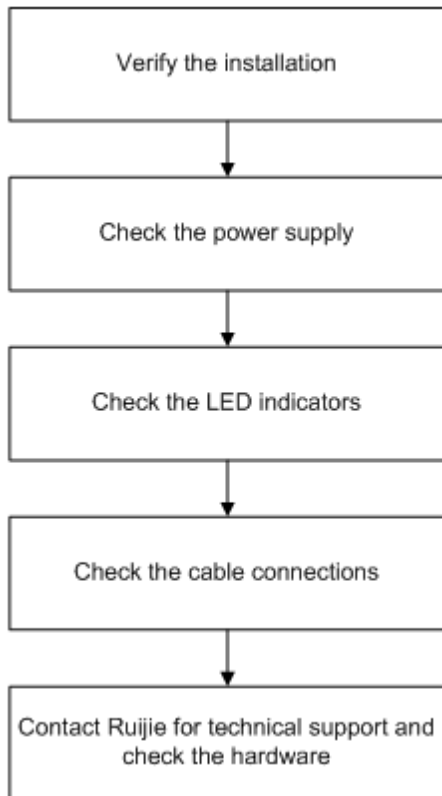 Verify the installation
Check the power supply
Check the LED indicators
Check the cable connections
Contact Ruijie for technical support and
check the hardware